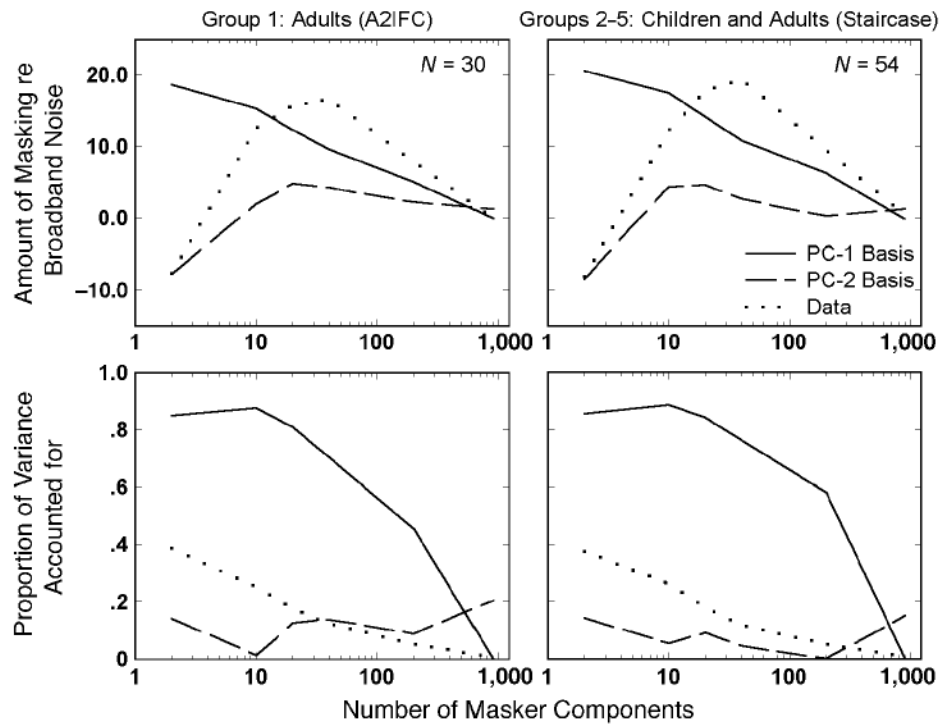 Group 1: Adults (A2IFC)
Groups 2–5: Children and Adults (Staircase)
Amount of Masking re
Broadband Noise
20.0
10.0
0.0
–10.0
N = 30
N = 54
PC-1 Basis
PC-2 Basis
Data
1 10 100 1,000
1 10 100 1,000
Proportion of Variance
Accounted for
1.0
.8
.6
.4
.2
0
1 10 100 1,000
1 10 100 1,000
Number of Masker Components